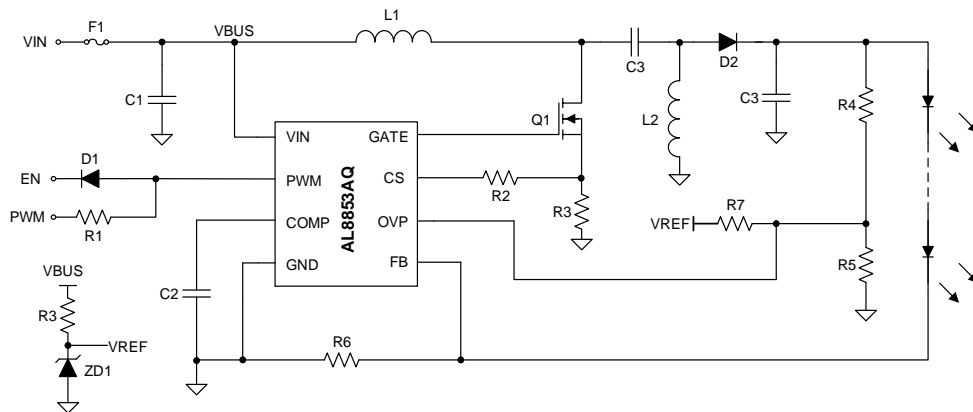 F1
L1
VIN
VBUS
C3
D2
C1
C3
R4
Q1
L2
VIN
GATE
D1
EN
PWM
CS
R2
AL8853AQ
R3
R7
PWM
R1
COMP
OVP
VREF
GND
FB
R5
VBUS
C2
R3
VREF
R6
ZD1